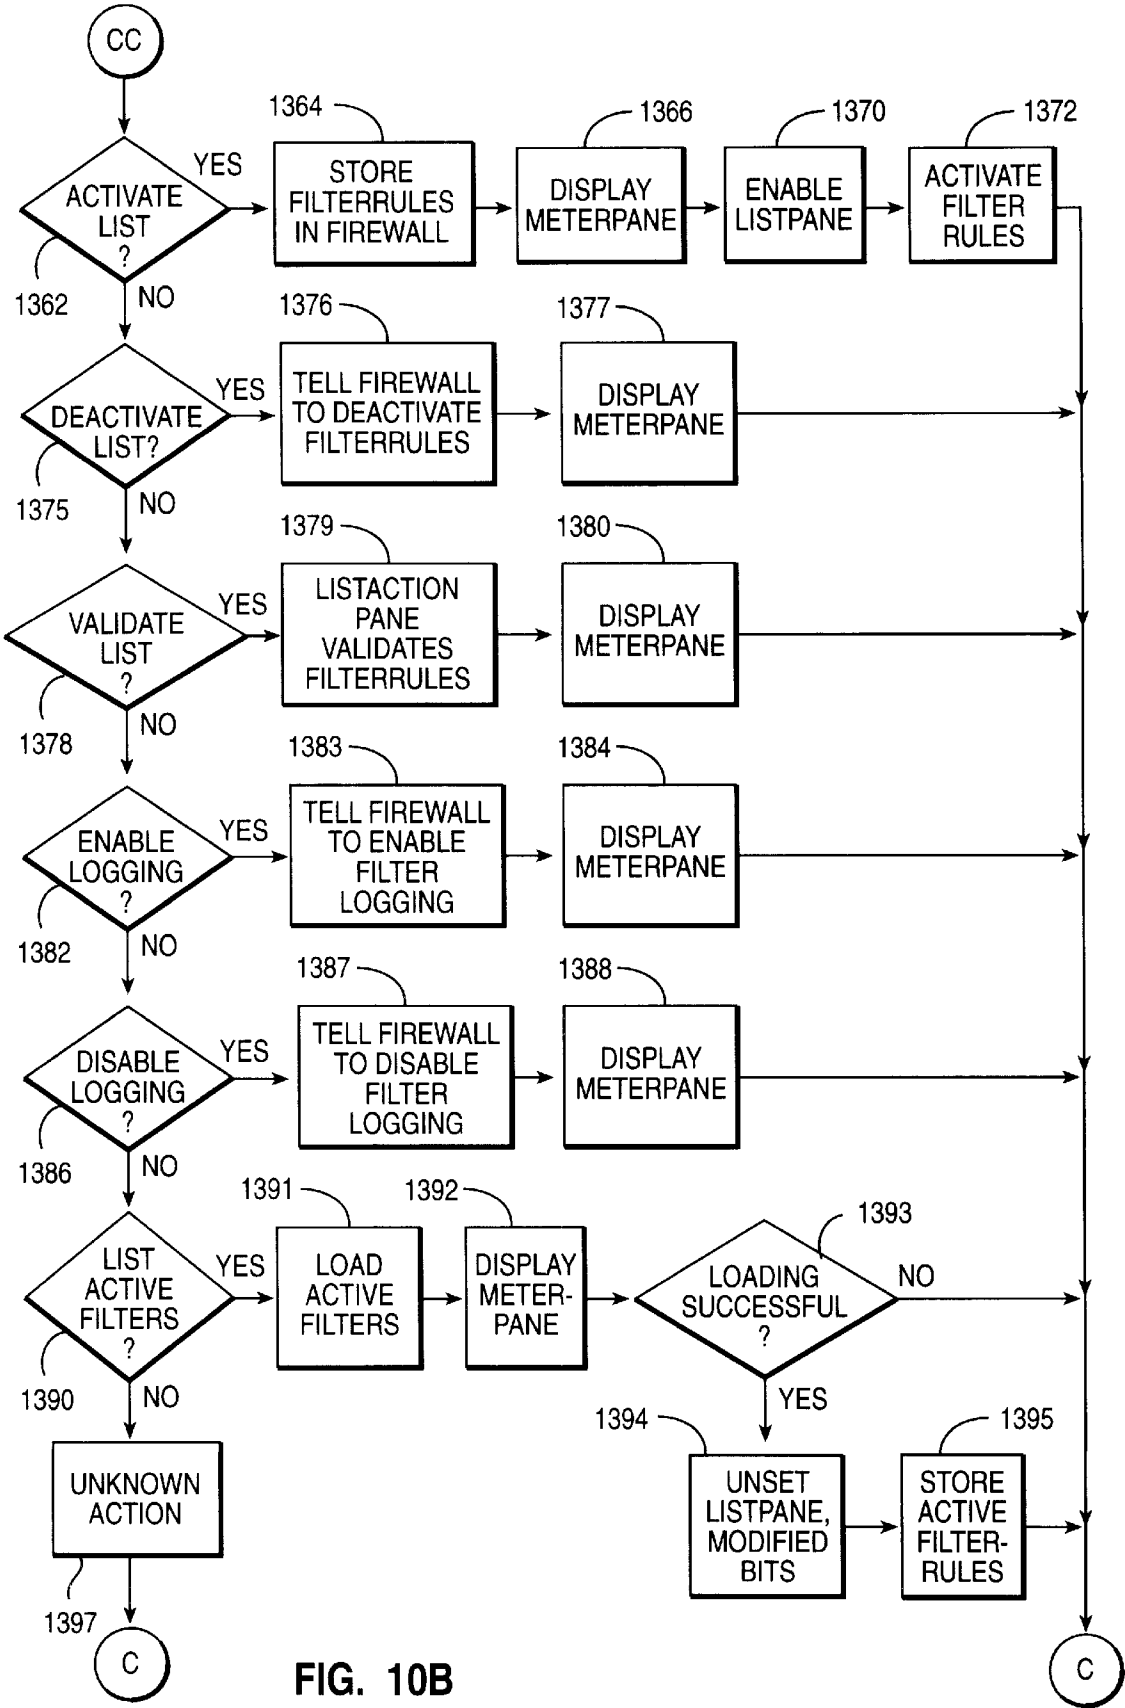 CC
1364
1366
1370
1372
YES
ACTIVATE
LIST
?
STORE
FILTERRULES
IN FIREWALL
DISPLAY
METERPANE
ENABLE
LISTPANE
ACTIVATE
FILTER
RULES
1362
NO
1376
1377
YES
DEACTIVATE
LIST?
TELL FIREWALL
TO DEACTIVATE
FILTERRULES
DISPLAY
METERPANE
1375
NO
1379
1380
YES
VALIDATE
LIST
?
LISTACTION
PANE
VALIDATES
FILTERRULES
DISPLAY
METERPANE
1378
NO
1383
1384
YES
ENABLE
LOGGING
?
TELL FIREWALL
TO ENABLE
FILTER
LOGGING
DISPLAY
METERPANE
1382
NO
1387
1388
YES
DISABLE
LOGGING
?
TELL FIREWALL
TO DISABLE
FILTER
LOGGING
DISPLAY
METERPANE
1386
NO
1391
1392
1393
YES
LIST
ACTIVE
FILTERS
?
LOAD
ACTIVE
FILTERS
DISPLAY
METER-
PANE
LOADING
SUCCESSFUL
?
NO
1390
NO
YES
1394
1395
UNKNOWN
ACTION
UNSET
LISTPANE,
MODIFIED
BITS
STORE
ACTIVE
FILTER-
RULES
1397
C
C
FIG. 10B